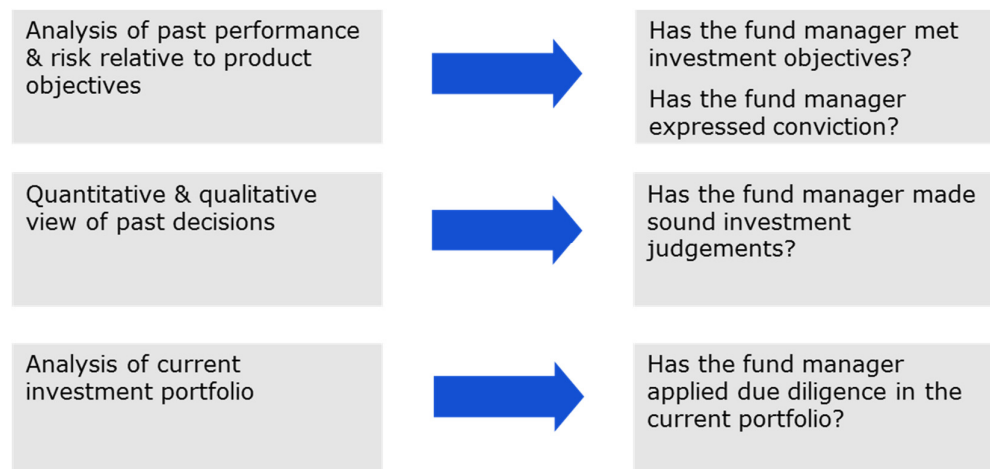 Analysis of past performance
& risk relative to product
objectives
Has the fund manager met
investment objectives?
Has the fund manager
expressed conviction?
Quantitative & qualitative
view of past decisions
Has the fund manager made
sound investment
judgements?
Analysis of current
investment portfolio
Has the fund manager
applied due diligence in the
current portfolio?